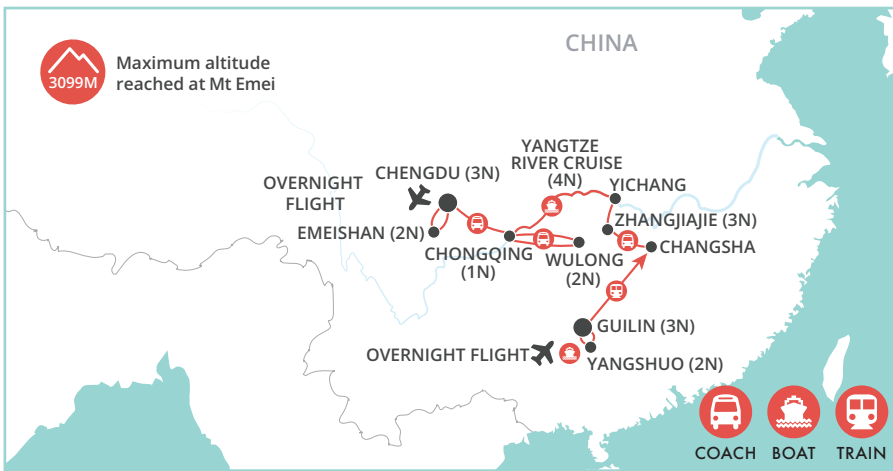 CHINA
3099M
Maximum altitude
reached at Mt Emei
YANGTZE
RIVER CRUISE
(4N)
CHENGDU (3N)
OVERNIGHT
FLIGHT
YICHANG
ZHANGJIAJIE (3N)
EMEISHAN (2N)
CHONGQING
(1N)
WULONG
(2N)
CHANGSHA
GUILIN (3N)
OVERNIGHT FLIGHT
YANGSHUO (2N)
COACH
BOAT
TRAIN